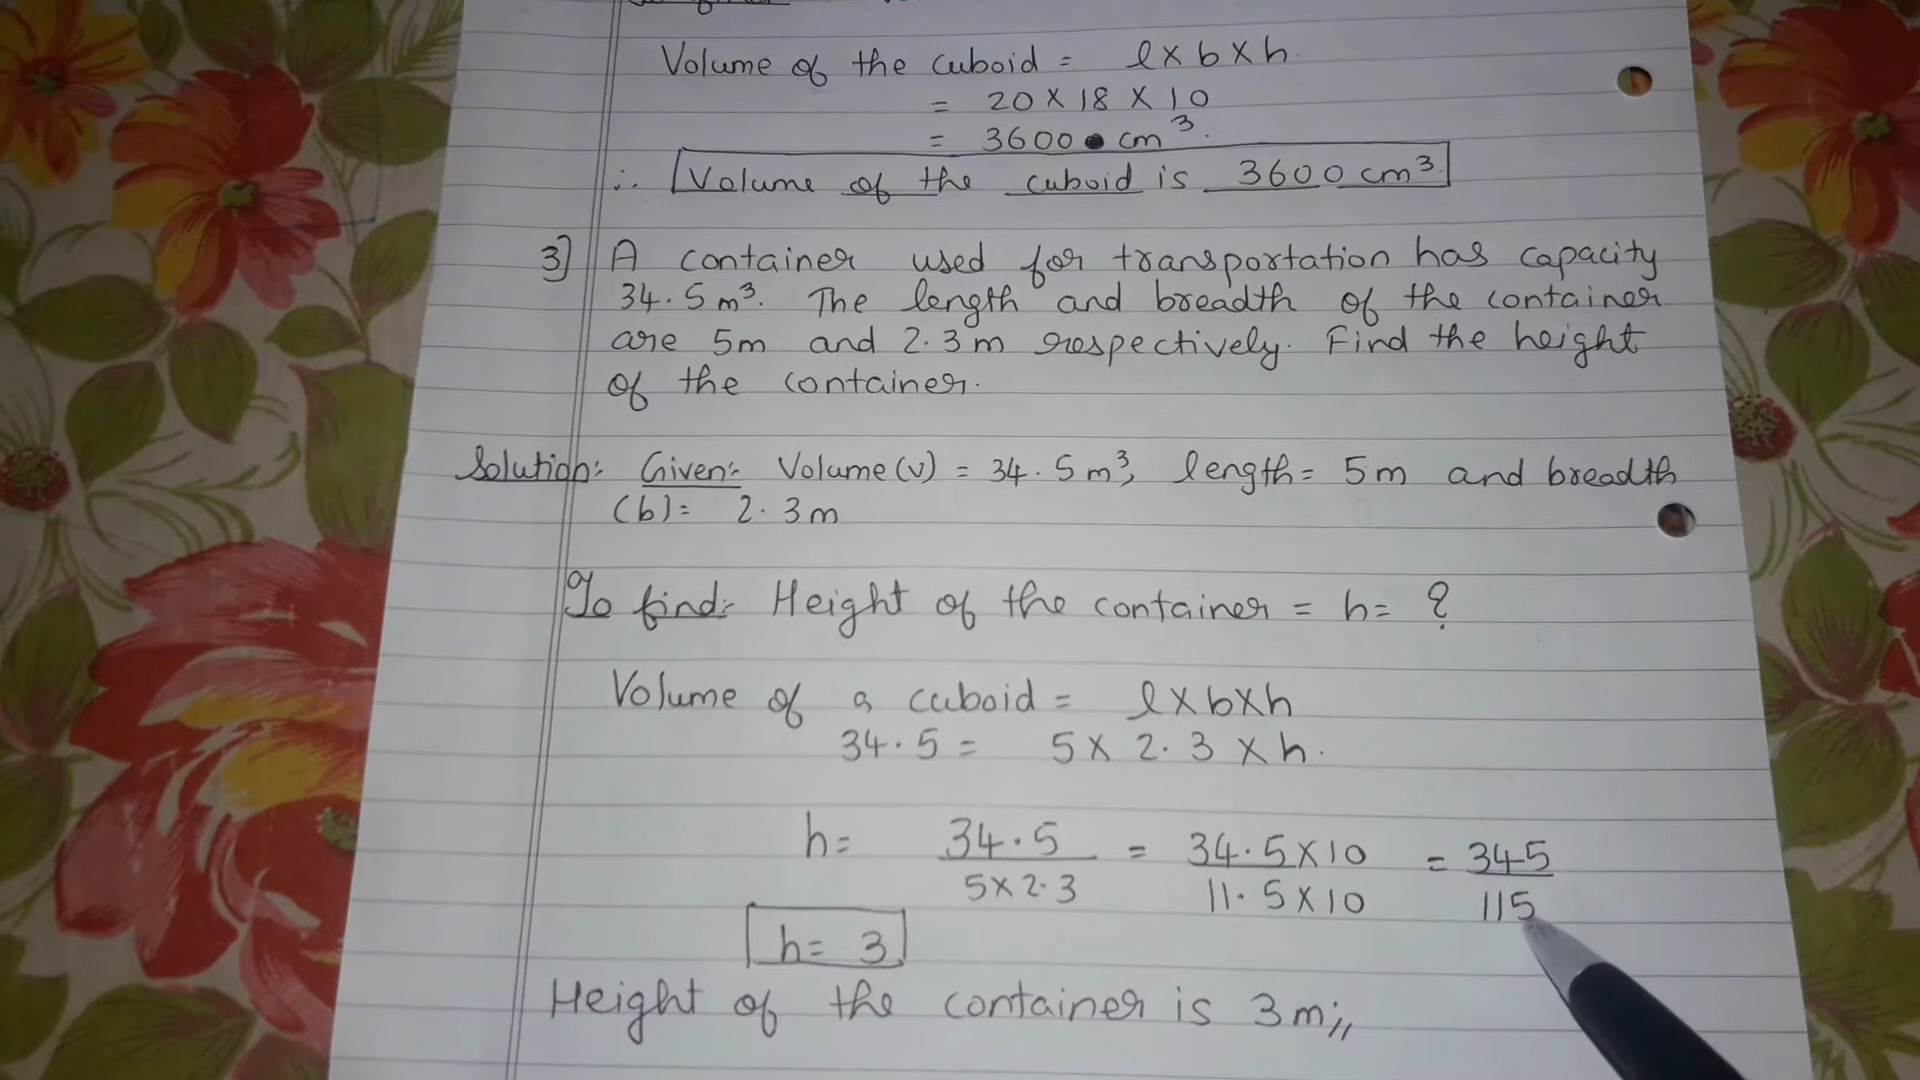 Volume of the cuboid = l × b × h
= 20 × 18 × 10
= 3600 cm³.
∴ Volume of the cuboid is 3600 cm³.
3] A container used for transportation has capacity
34.5 m³. The length and breadth of the container
are 5m and 2.3m respectively. Find the height
of the container.
Solution: Given:- Volume (v) = 34.5 m³, length = 5m and breadth
(b) = 2.3m
To find:- Height of the container = h = ?
Volume of a cuboid = l×b×h
34.5 = 5 × 2.3 × h.
h = 34.5 / 5×2.3 = 34.5×10 / 11.5×10 = 345 / 115
h = 3
Height of the container is 3m;,,